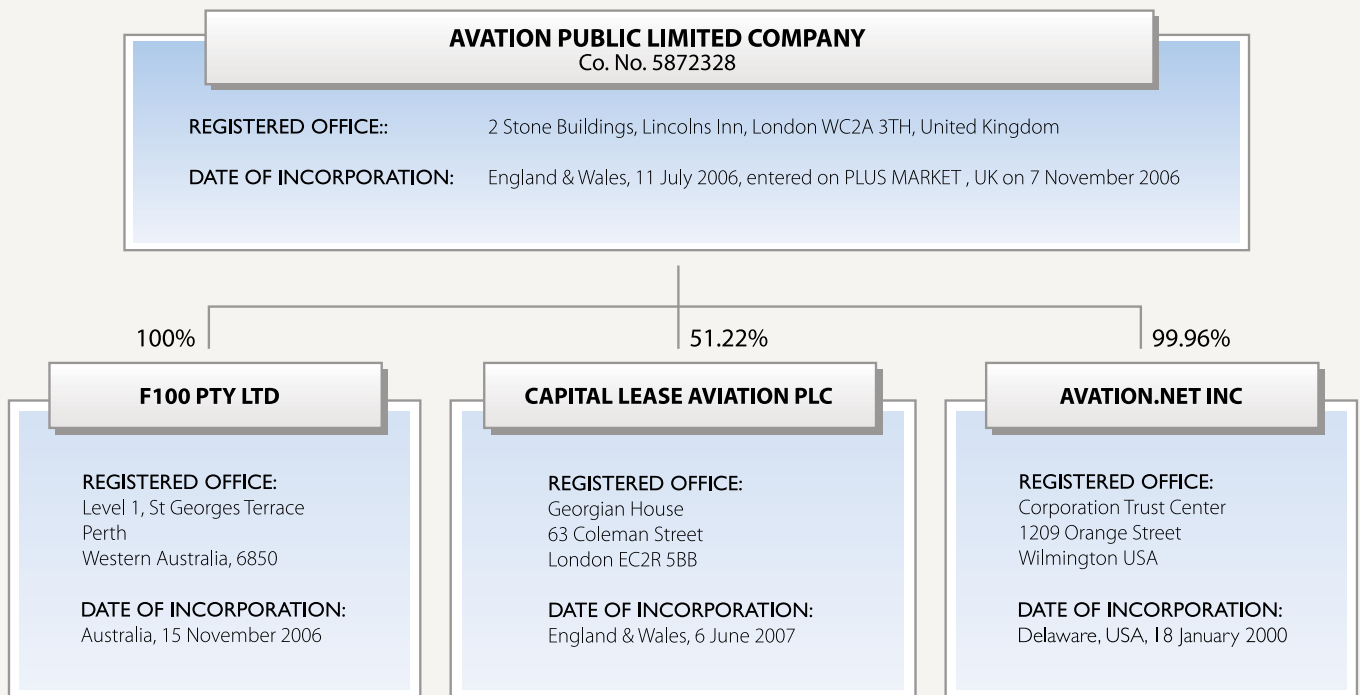 AVATION PUBLIC LIMITED COMPANY
Co. No. 5872328
REGISTERED OFFICE:: 2 Stone Buildings, Lincolns Inn, London WC2A 3TH, United Kingdom
DATE OF INCORPORATION: England & Wales, 11 July 2006, entered on PLUS MARKET , UK on 7 November 2006
100%
51.22%
99.96%
F100 PTY LTD
REGISTERED OFFICE:
Level 1, St Georges Terrace
Perth
Western Australia, 6850
DATE OF INCORPORATION:
Australia, 15 November 2006
CAPITAL LEASE AVIATION PLC
REGISTERED OFFICE:
Georgian House
63 Coleman Street
London EC2R 5BB
DATE OF INCORPORATION:
England & Wales, 6 June 2007
AVATION.NET INC
REGISTERED OFFICE:
Corporation Trust Center
1209 Orange Street
Wilmington USA
DATE OF INCORPORATION:
Delaware, USA, 18 January 2000